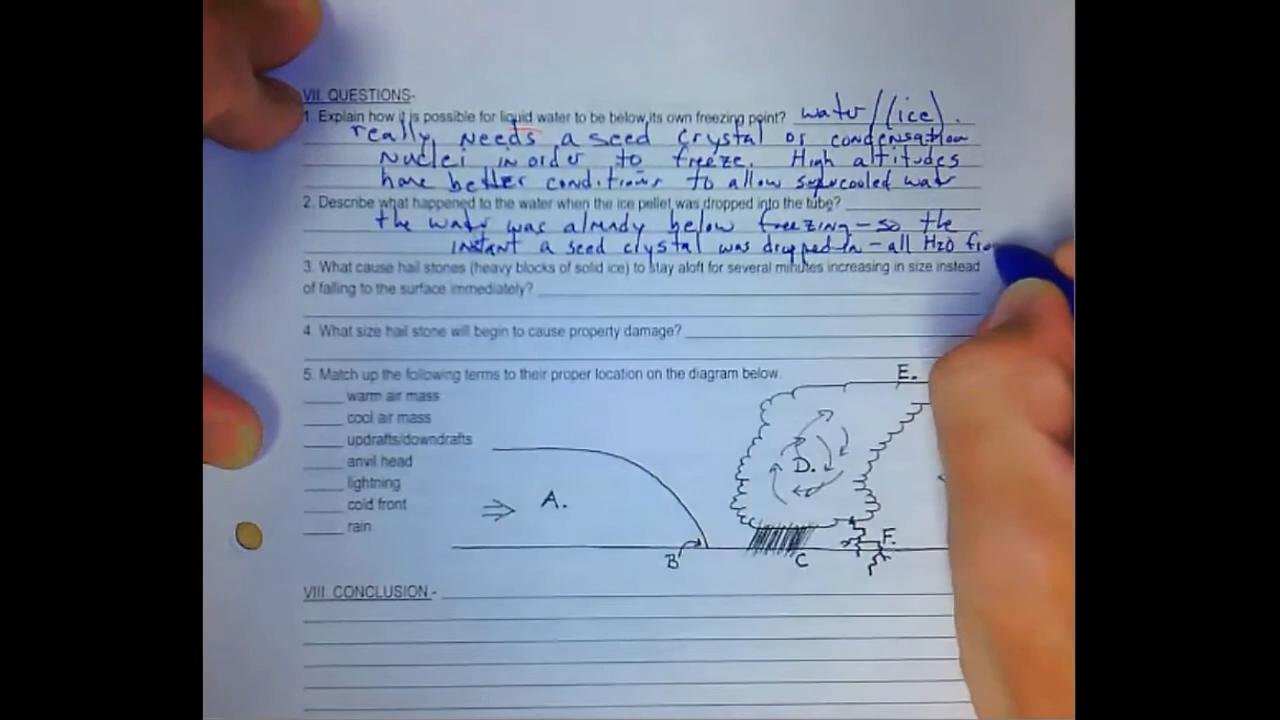 VII. QUESTIONS-
1. Explain how it is possible for liquid water to be below its own freezing point? water/(ice).
really needs a seed crystal or condensation
nuclei in order to freeze. High altitudes
have better conditions to allow supercooled water
2. Describe what happened to the water when the ice pellet was dropped into the tube?
the water was already below freezing - so the
instant a seed crystal was dropped in - all H2O
3. What cause hail stones (heavy blocks of solid ice) to stay aloft for several minutes increasing in size instead
of falling to the surface immediately?
4. What size hail stone will begin to cause property damage?
5. Match up the following terms to their proper location on the diagram below.
E.
warm air mass
cool air mass
updrafts/downdrafts
anvil head
D.
lightning
A.
cold front
rain
F.
B
C
VIII. CONCLUSION-